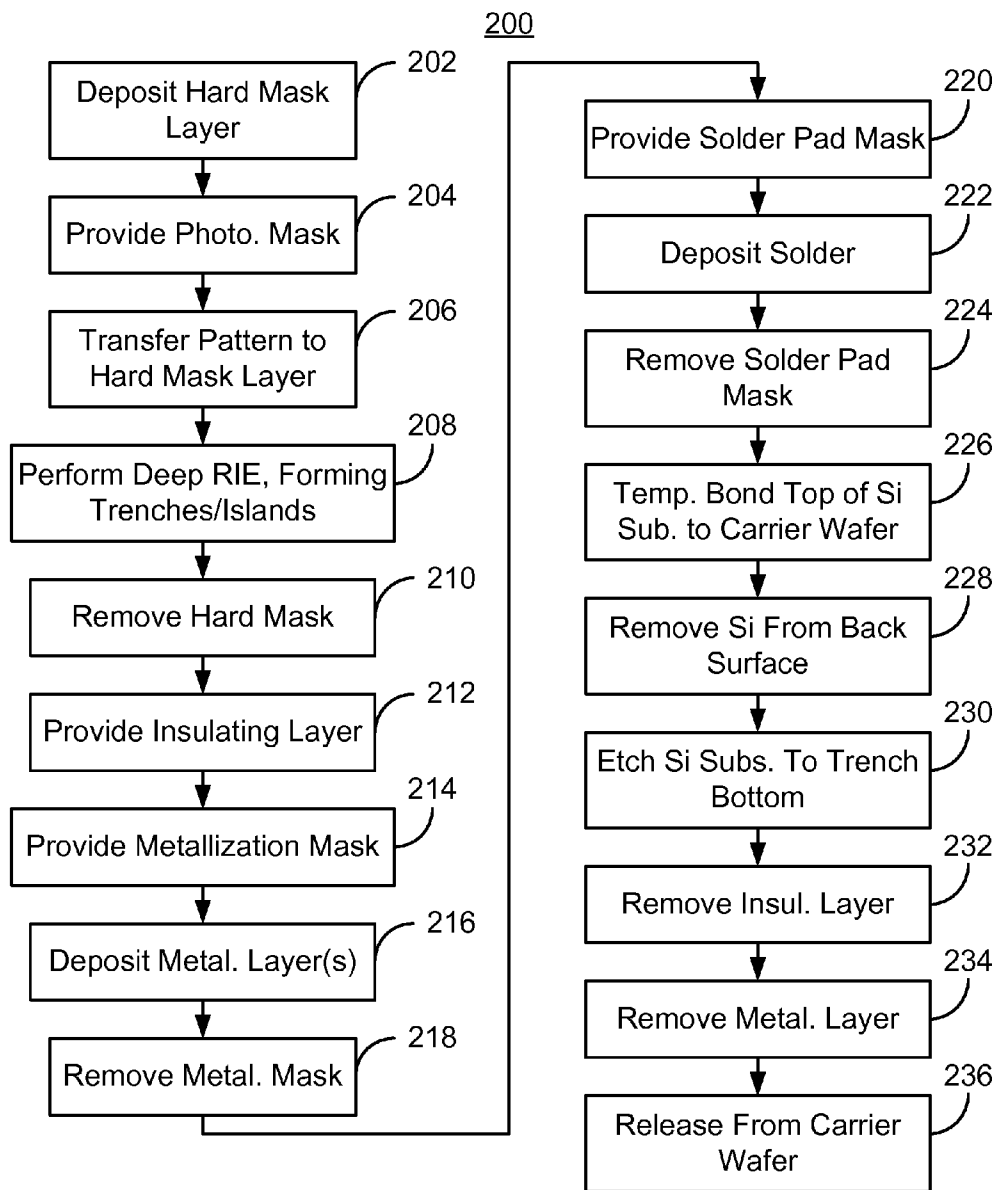 200
202
Deposit Hard Mask
Layer
204
Provide Photo. Mask
206
Transfer Pattern to
Hard Mask Layer
208
Perform Deep RIE, Forming
Trenches/Islands
210
Remove Hard Mask
212
Provide Insulating Layer
214
Provide Metallization Mask
216
Deposit Metal. Layer(s)
218
Remove Metal. Mask
220
Provide Solder Pad Mask
222
Deposit Solder
224
Remove Solder Pad
Mask
226
Temp. Bond Top of Si
Sub. to Carrier Wafer
228
Remove Si From Back
Surface
230
Etch Si Subs. To Trench
Bottom
232
Remove Insul. Layer
234
Remove Metal. Layer
236
Release From Carrier
Wafer